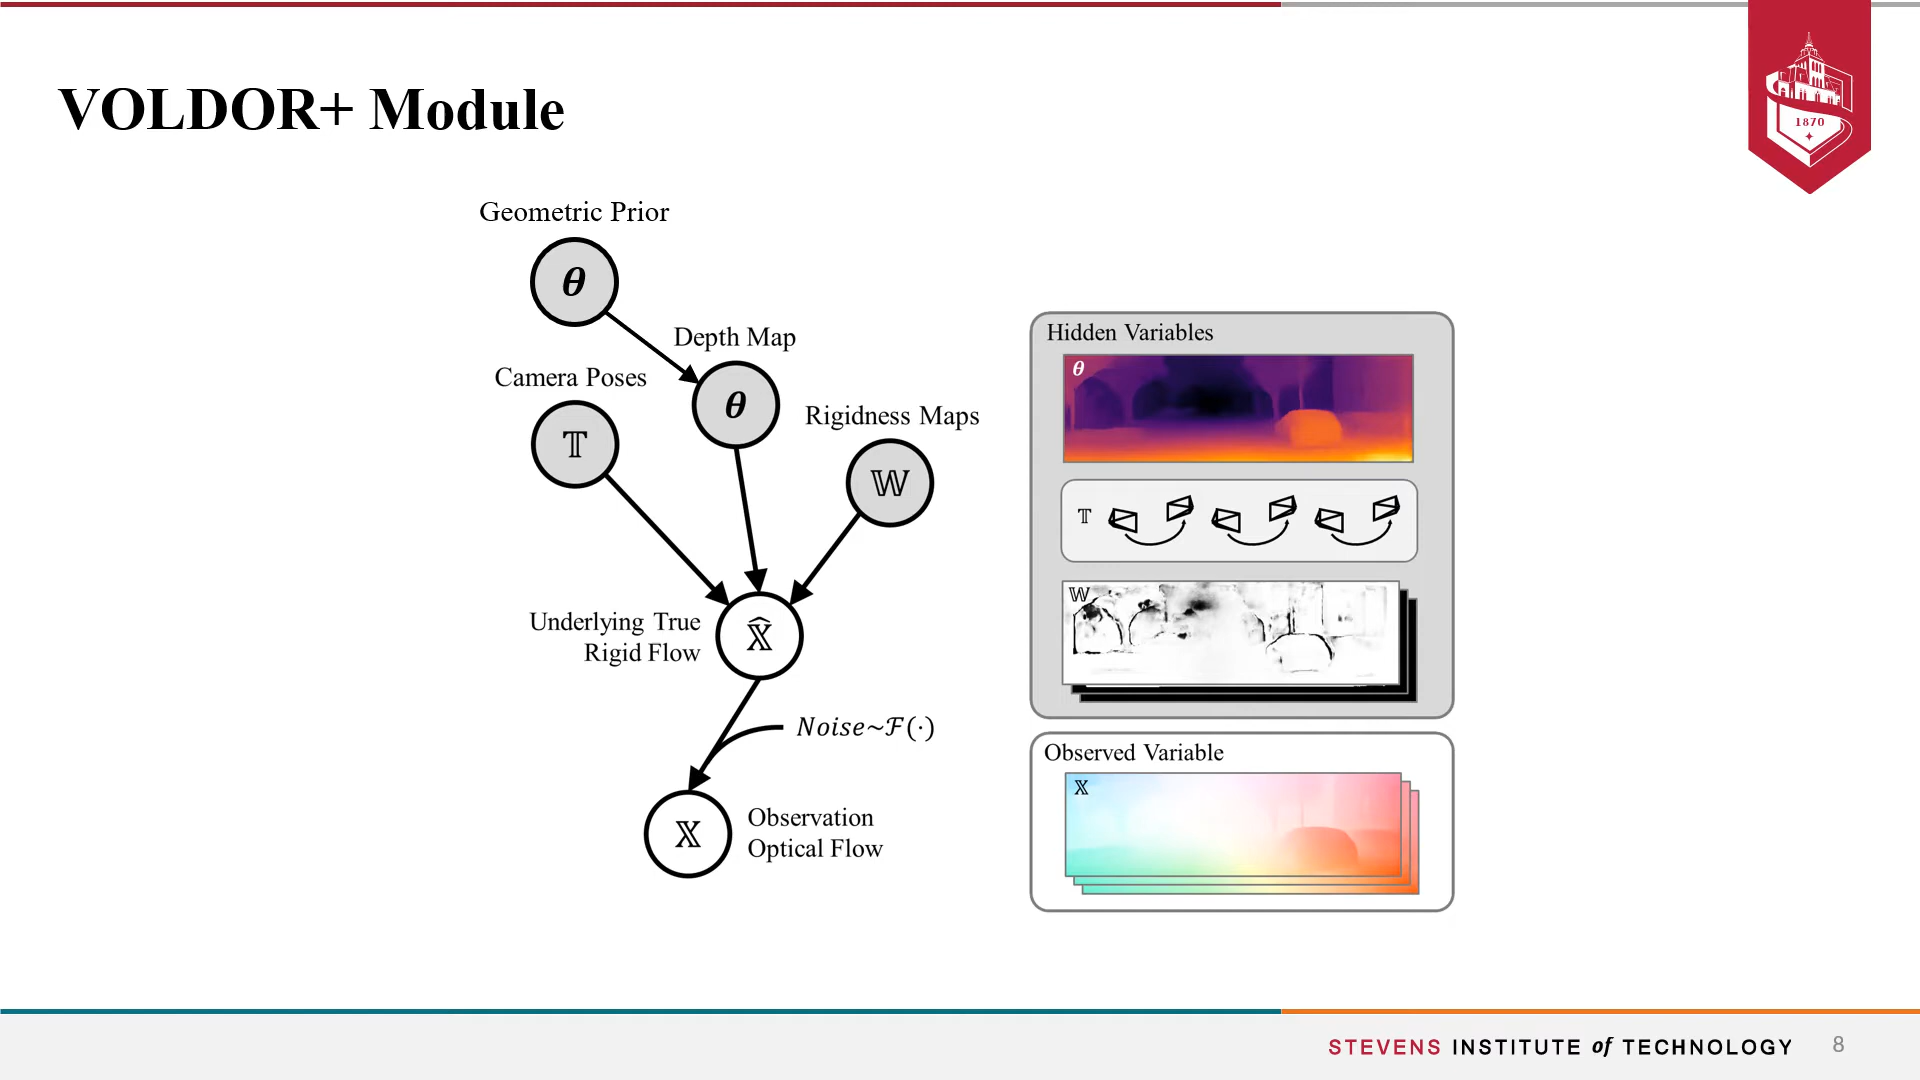 VOLDOR+ Module
1870
Geometric Prior
θ
Depth Map
θ
Camera Poses
𝕋
Rigidness Maps
𝕎
Underlying True
Rigid Flow
𝕏̂
Noise~ℱ(·)
𝕏
Observation
Optical Flow
Hidden Variables
θ
𝕋
𝕎
Observed Variable
𝕏
STEVENS INSTITUTE of TECHNOLOGY
8